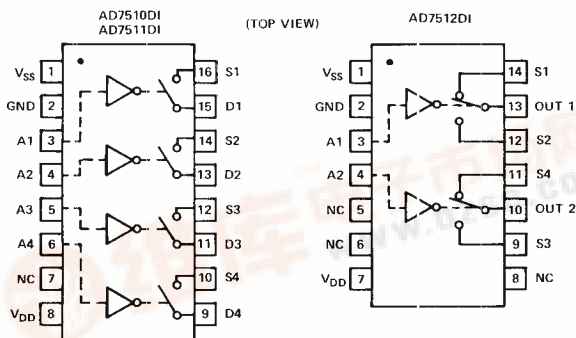 AD7510DI
AD7511DI
(TOP VIEW)
AD7512DI
VSS 1
GND 2
A1 3
A2 4
A3 5
A4 6
NC 7
VDD 8
16 S1
15 D1
14 S2
13 D2
12 S3
11 D3
10 S4
9 D4
VSS 1
GND 2
A1 3
A2 4
NC 5
NC 6
VDD 7
14 S1
13 OUT 1
12 S2
11 S4
10 OUT 2
9 S3
8 NC